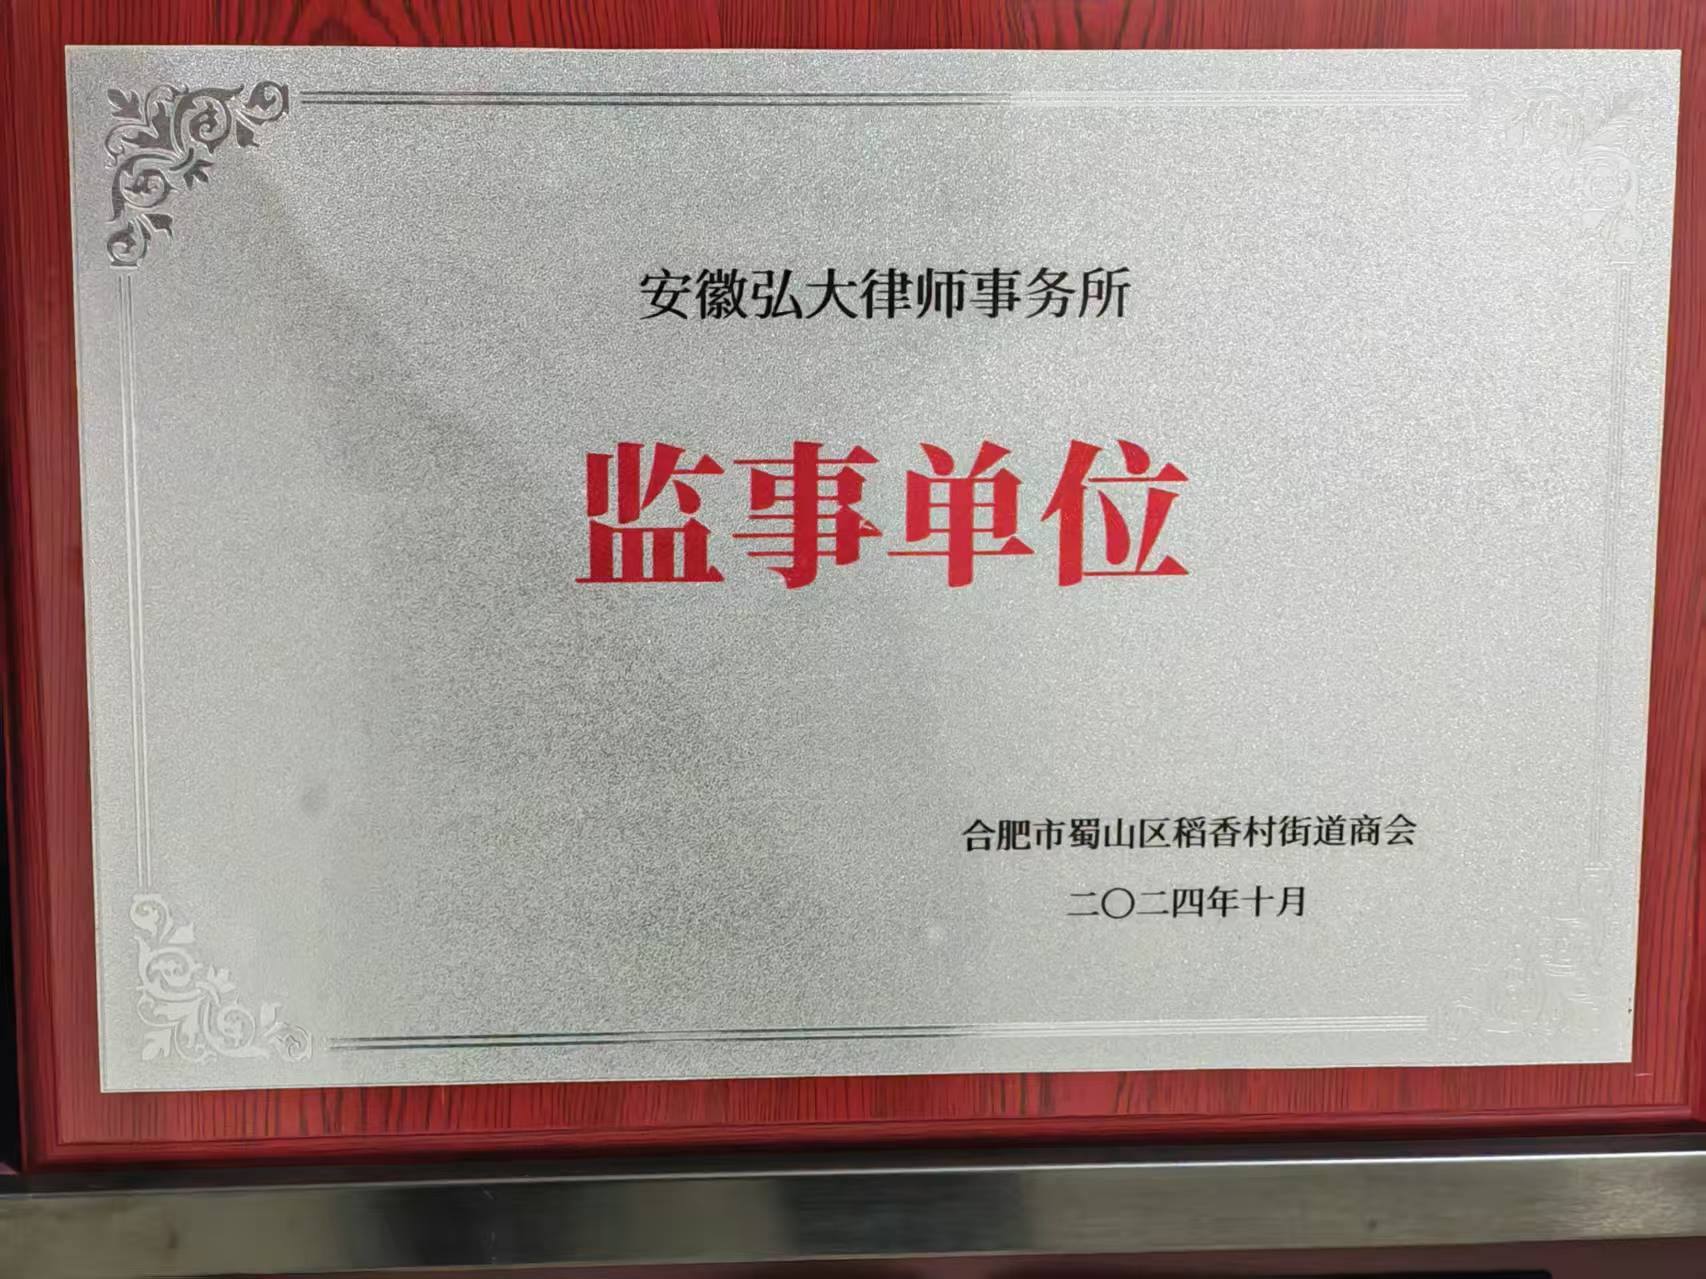 安徽弘大律师事务所
监事单位
合肥市蜀山区稻香村街道商会
二〇二四年十月